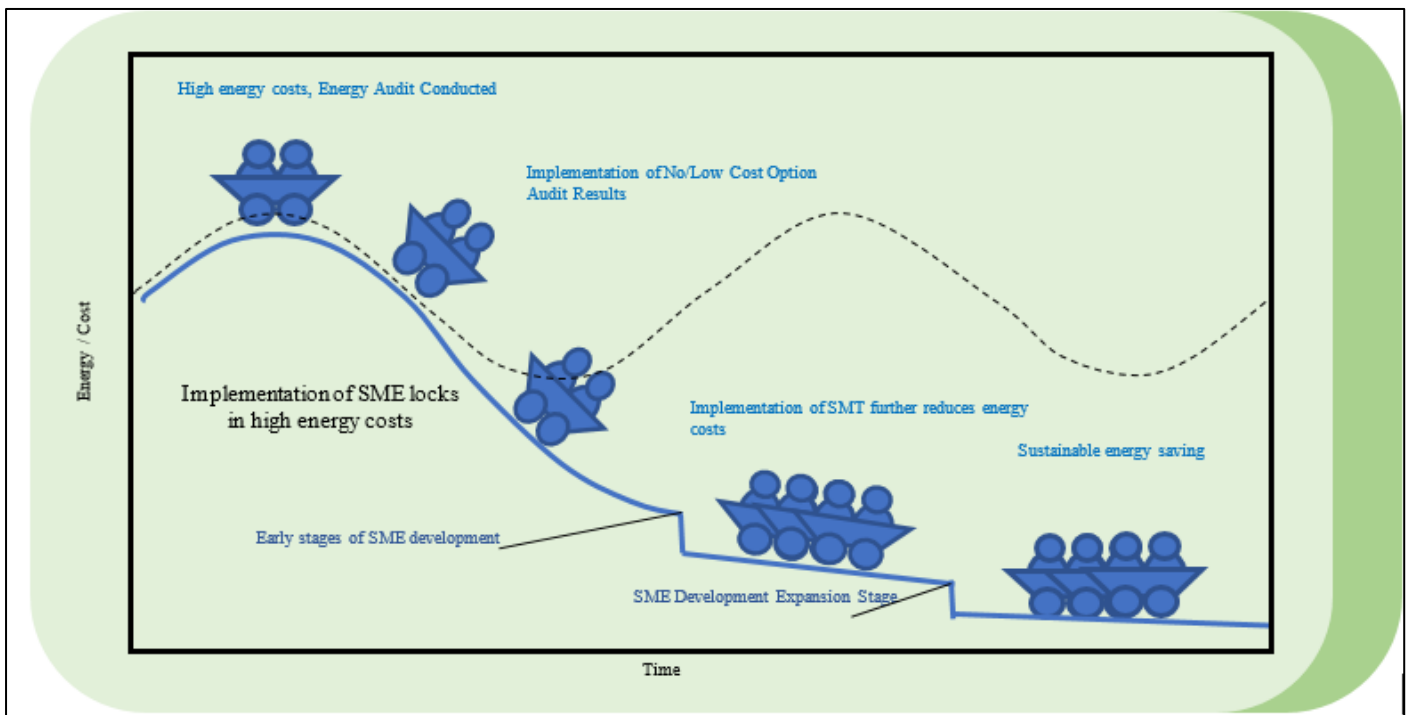 High energy costs, Energy Audit Conducted
Implementation of No/Low Cost Option
Audit Results
Energy / Cost
Implementation of SME locks
in high energy costs
Implementation of SMT further reduces energy
costs
Sustainable energy saving
Early stages of SME development
SME Development Expansion Stage
Time